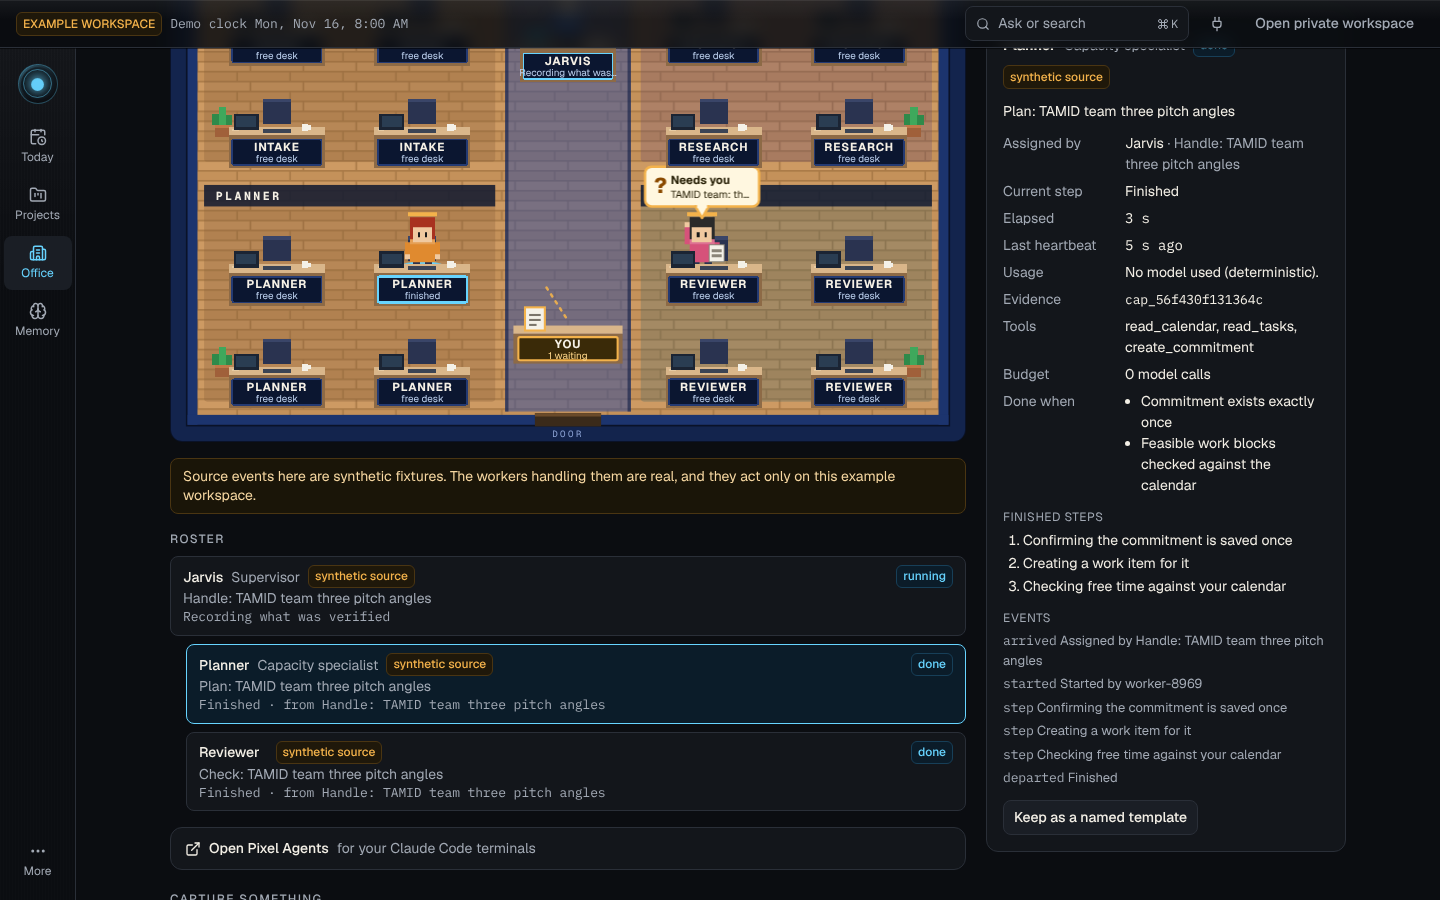 EXAMPLE WORKSPACE
Demo clock Mon, Nov 16, 8:00 AM
Ask or search
⌘K
Open private workspace
Today
Projects
Office
Memory
More
free desk
free desk
JARVIS
Recording what was…
free desk
free desk
INTAKE
free desk
INTAKE
free desk
RESEARCH
free desk
RESEARCH
free desk
PLANNER
? Needs you
TAMID team: th…
PLANNER
free desk
PLANNER
finished
REVIEWER
free desk
REVIEWER
free desk
YOU
1 waiting
PLANNER
free desk
PLANNER
free desk
REVIEWER
free desk
REVIEWER
free desk
DOOR
Source events here are synthetic fixtures. The workers handling them are real, and they act only on this example
workspace.
ROSTER
Jarvis Supervisor synthetic source running
Handle: TAMID team three pitch angles
Recording what was verified
Planner Capacity specialist synthetic source done
Plan: TAMID team three pitch angles
Finished · from Handle: TAMID team three pitch angles
Reviewer synthetic source done
Check: TAMID team three pitch angles
Finished · from Handle: TAMID team three pitch angles
Open Pixel Agents for your Claude Code terminals
CAPTURE SOMETHING
Planner Capacity specialist done
synthetic source
Plan: TAMID team three pitch angles
Assigned by Jarvis · Handle: TAMID team
three pitch angles
Current step Finished
Elapsed 3 s
Last heartbeat 5 s ago
Usage No model used (deterministic).
Evidence cap_56f430f131364c
Tools read_calendar, read_tasks,
create_commitment
Budget 0 model calls
Done when • Commitment exists exactly
once
• Feasible work blocks
checked against the
calendar
FINISHED STEPS
1. Confirming the commitment is saved once
2. Creating a work item for it
3. Checking free time against your calendar
EVENTS
arrived Assigned by Handle: TAMID team three pitch
angles
started Started by worker-8969
step Confirming the commitment is saved once
step Creating a work item for it
step Checking free time against your calendar
departed Finished
Keep as a named template